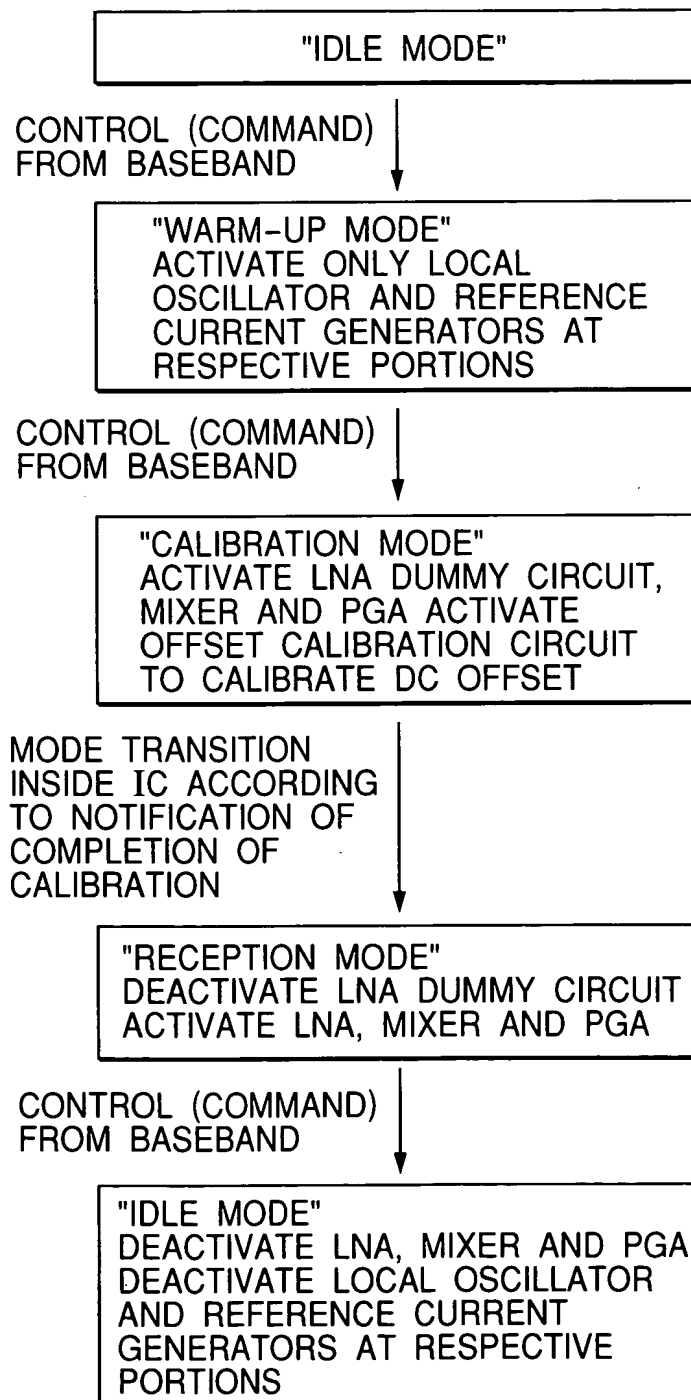 "IDLE MODE"
CONTROL (COMMAND)
FROM BASEBAND
"WARM-UP MODE"
ACTIVATE ONLY LOCAL
OSCILLATOR AND REFERENCE
CURRENT GENERATORS AT
RESPECTIVE PORTIONS
CONTROL (COMMAND)
FROM BASEBAND
"CALIBRATION MODE"
ACTIVATE LNA DUMMY CIRCUIT,
MIXER AND PGA ACTIVATE
OFFSET CALIBRATION CIRCUIT
TO CALIBRATE DC OFFSET
MODE TRANSITION
INSIDE IC ACCORDING
TO NOTIFICATION OF
COMPLETION OF
CALIBRATION
"RECEPTION MODE"
DEACTIVATE LNA DUMMY CIRCUIT
ACTIVATE LNA, MIXER AND PGA
CONTROL (COMMAND)
FROM BASEBAND
"IDLE MODE"
DEACTIVATE LNA, MIXER AND PGA
DEACTIVATE LOCAL OSCILLATOR
AND REFERENCE CURRENT
GENERATORS AT RESPECTIVE
PORTIONS